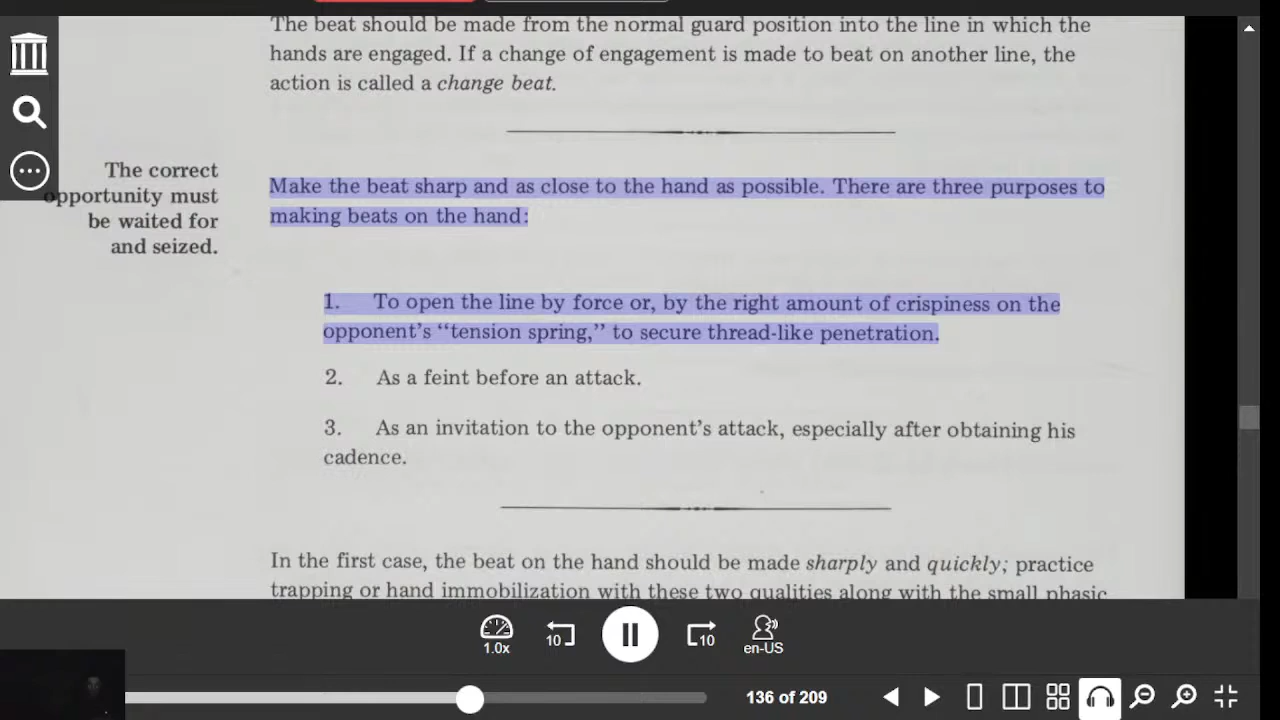 The beat should be made from the normal guard position into the line in which the
hands are engaged. If a change of engagement is made to beat on another line, the
action is called a change beat.
The correct
opportunity must
be waited for
and seized.
Make the beat sharp and as close to the hand as possible. There are three purposes to
making beats on the hand:
1. To open the line by force or, by the right amount of crispiness on the
opponent's “tension spring,” to secure thread-like penetration.
2. As a feint before an attack.
3. As an invitation to the opponent's attack, especially after obtaining his
cadence.
In the first case, the beat on the hand should be made sharply and quickly; practice
trapping or hand immobilization with these two qualities along with the small phasic
1.0x
10
10
en-US
136 of 209